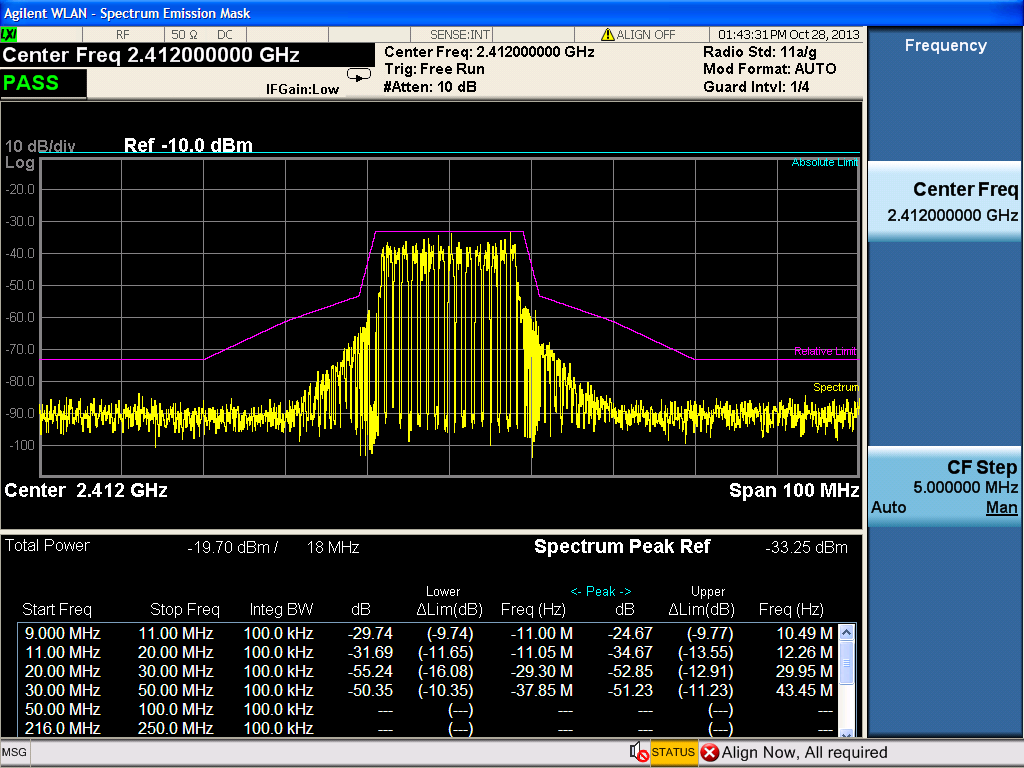 Agilent WLAN - Spectrum Emission Mask
LXI RF 50 Ω DC SENSE:INT ALIGN OFF 01:43:31 PM Oct 28, 2013
Center Freq 2.412000000 GHz
PASS
IFGain:Low
Center Freq: 2.412000000 GHz
Trig: Free Run
#Atten: 10 dB
Radio Std: 11a/g
Mod Format: AUTO
Guard Intvl: 1/4
10 dB/div Ref -10.0 dBm
Log
Absolute Limit
-20.0
-30.0
-40.0
-50.0
-60.0
-70.0
Relative Limit
-80.0
Spectrum
-90.0
-100
Center 2.412 GHz Span 100 MHz
Total Power -19.70 dBm / 18 MHz Spectrum Peak Ref -33.25 dBm
Lower <- Peak -> Upper
Start Freq Stop Freq Integ BW dB ΔLim(dB) Freq (Hz) dB ΔLim(dB) Freq (Hz)
9.000 MHz 11.00 MHz 100.0 kHz -29.74 (-9.74) -11.00 M -24.67 (-9.77) 10.49 M
11.00 MHz 20.00 MHz 100.0 kHz -31.69 (-11.65) -11.05 M -34.67 (-13.55) 12.26 M
20.00 MHz 30.00 MHz 100.0 kHz -55.24 (-16.08) -29.30 M -52.85 (-12.91) 29.95 M
30.00 MHz 50.00 MHz 100.0 kHz -50.35 (-10.35) -37.85 M -51.23 (-11.23) 43.45 M
50.00 MHz 100.0 MHz 100.0 kHz --- (---) --- --- (---) ---
216.0 MHz 250.0 MHz 100.0 kHz --- (---) --- --- (---) ---
MSG STATUS Align Now, All required
Frequency
Center Freq
2.412000000 GHz
CF Step
5.000000 MHz
Auto Man